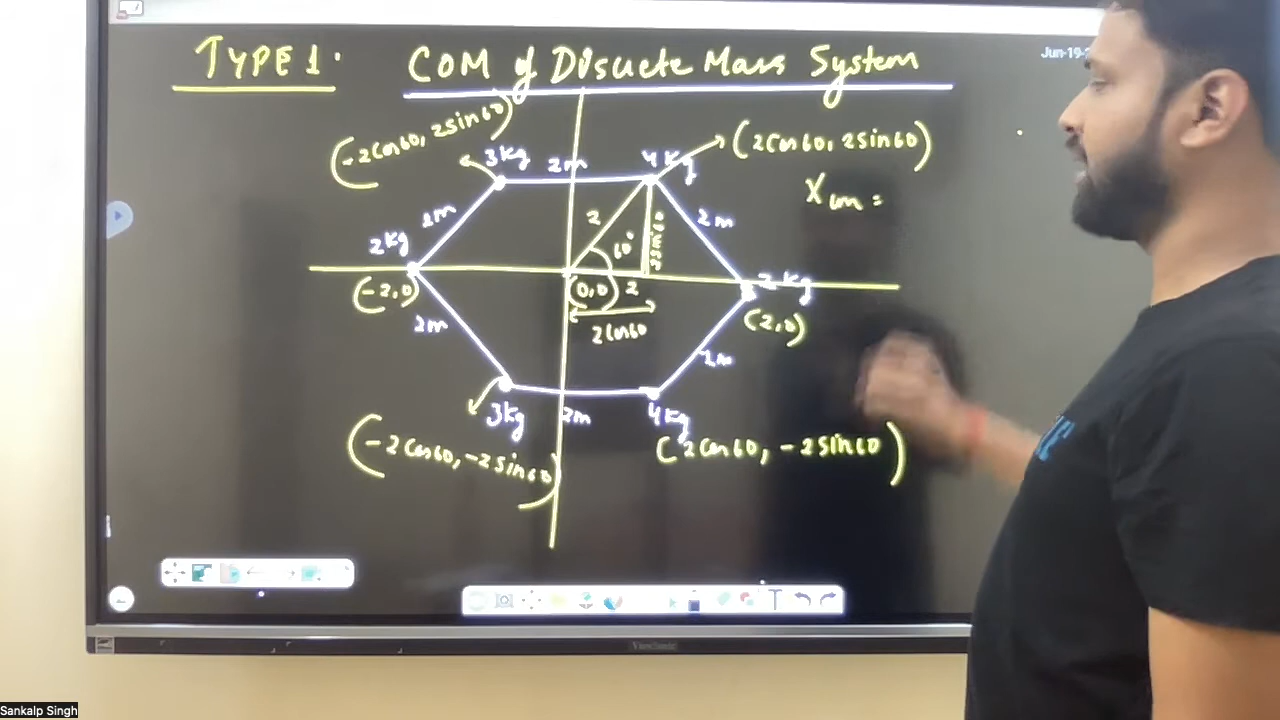 TYPE 1. COM of Discrete Mass System
Jun-19-2
(-2cos60, 2sin60)
3kg
2m
4kg
(2cos60, 2sin60)
Xcm =
2m
2
60°
2sin60
2m
2kg
2kg
(-2,0)
(0,0)
2
2cos60
(2,0)
2m
2m
3kg
2m
4kg
(-2cos60, -2sin60)
(2cos60, -2sin60)
T
ViewSonic
Sankalp Singh